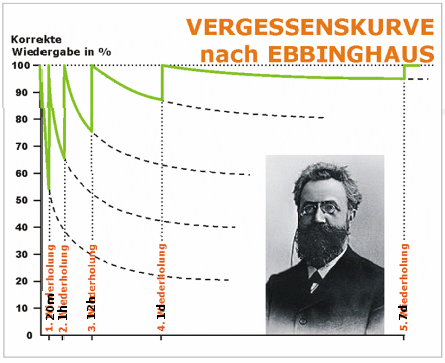 VERGESSENSKURVE
nach EBBINGHAUS
Korrekte
Wiedergabe in %
100
90
80
70
60
50
40
30
20
10
0
1. Wiederholung
20m
2. Wiederholung
1h
3. Wiederholung
12h
4. Wiederholung
1d
5. Wiederholung
7d